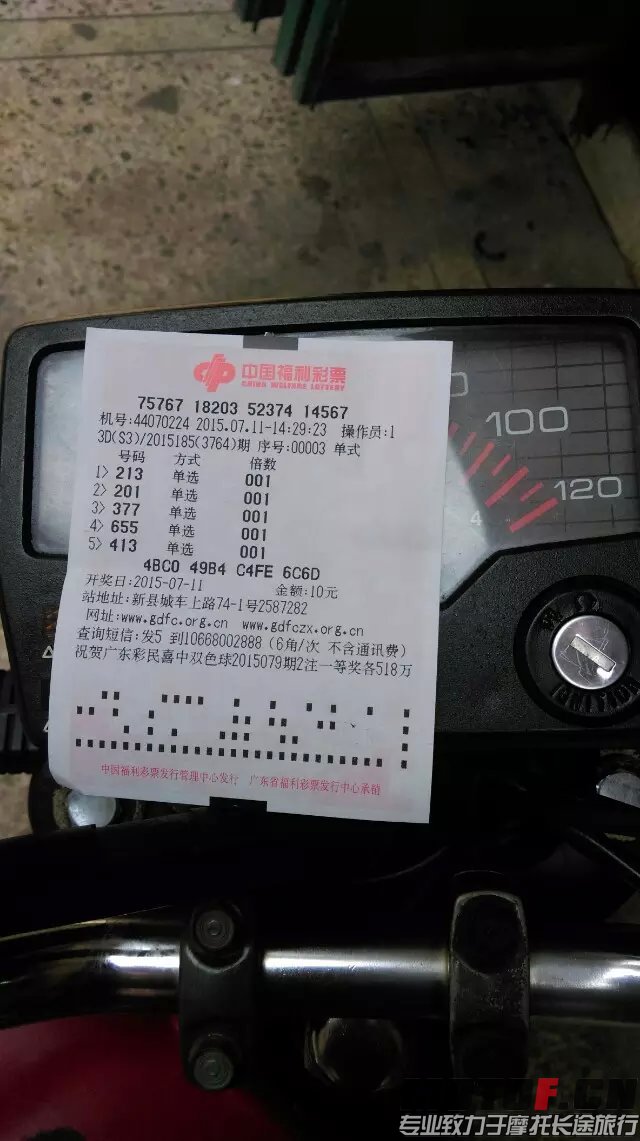 中国福利彩票
CHINA WELFARE LOTTERY
75767 18203 52374 14567
机号:44070224 2015.07.11-14:29:23 操作员:1
3D(S3)/2015185(3764)期 序号:00003 单式
号码 方式 倍数
1> 213 单选 001
2> 201 单选 001
3> 377 单选 001
4> 655 单选 001
5> 413 单选 001
4BC0 49B4 C4FE 6C6D
开奖日:2015-07-11 金额:10元
站地址:新县城车上路74-1号2587282
网址:www.gdfc.org.cn www.gdfczx.org.cn
查询短信:发5 到10668002888 (6角/次 不含通讯费)
祝贺广东彩民喜中双色球2015079期2注一等奖各518万
中国福利彩票发行管理中心发行 广东省福利彩票发行中心承销
100
120
4
专业致力于摩托长途旅行